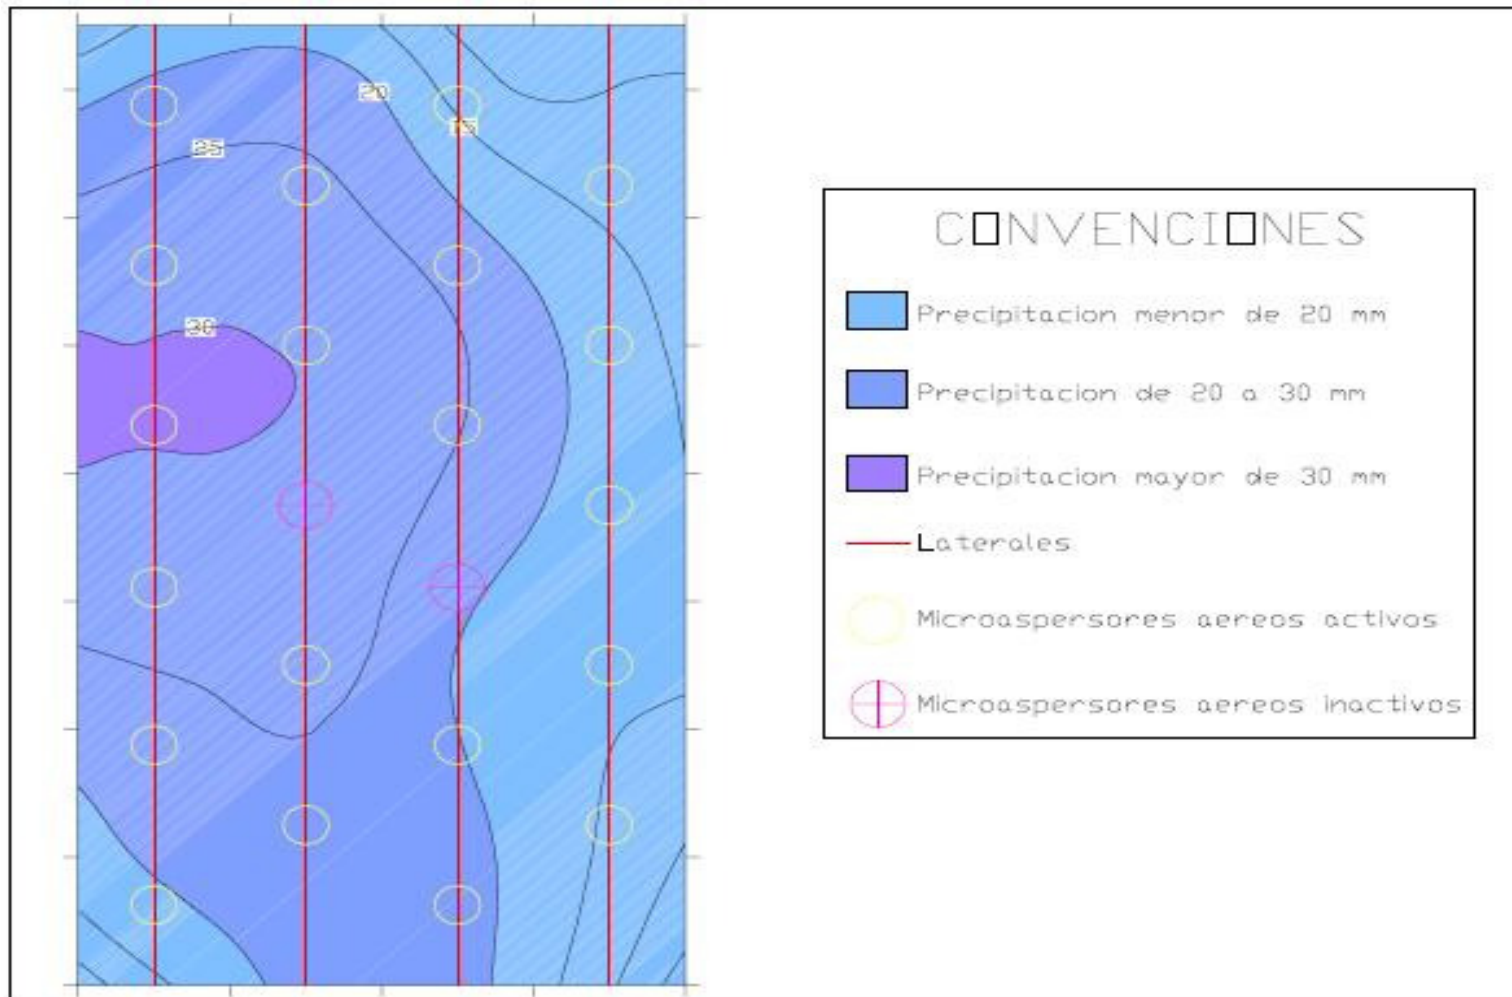 20
15
25
30
CONVENCIONES
Precipitacion menor de 20 mm
Precipitacion de 20 a 30 mm
Precipitacion mayor de 30 mm
Laterales
Microaspersores aereos activos
Microaspersores aereos inactivos